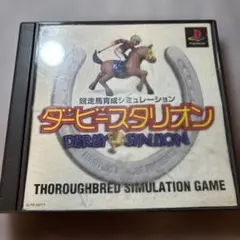 競走馬育成シミュレーション
ダービースタリオン
DERBY STALLION
THOROUGHBRED SIMULATION GAME